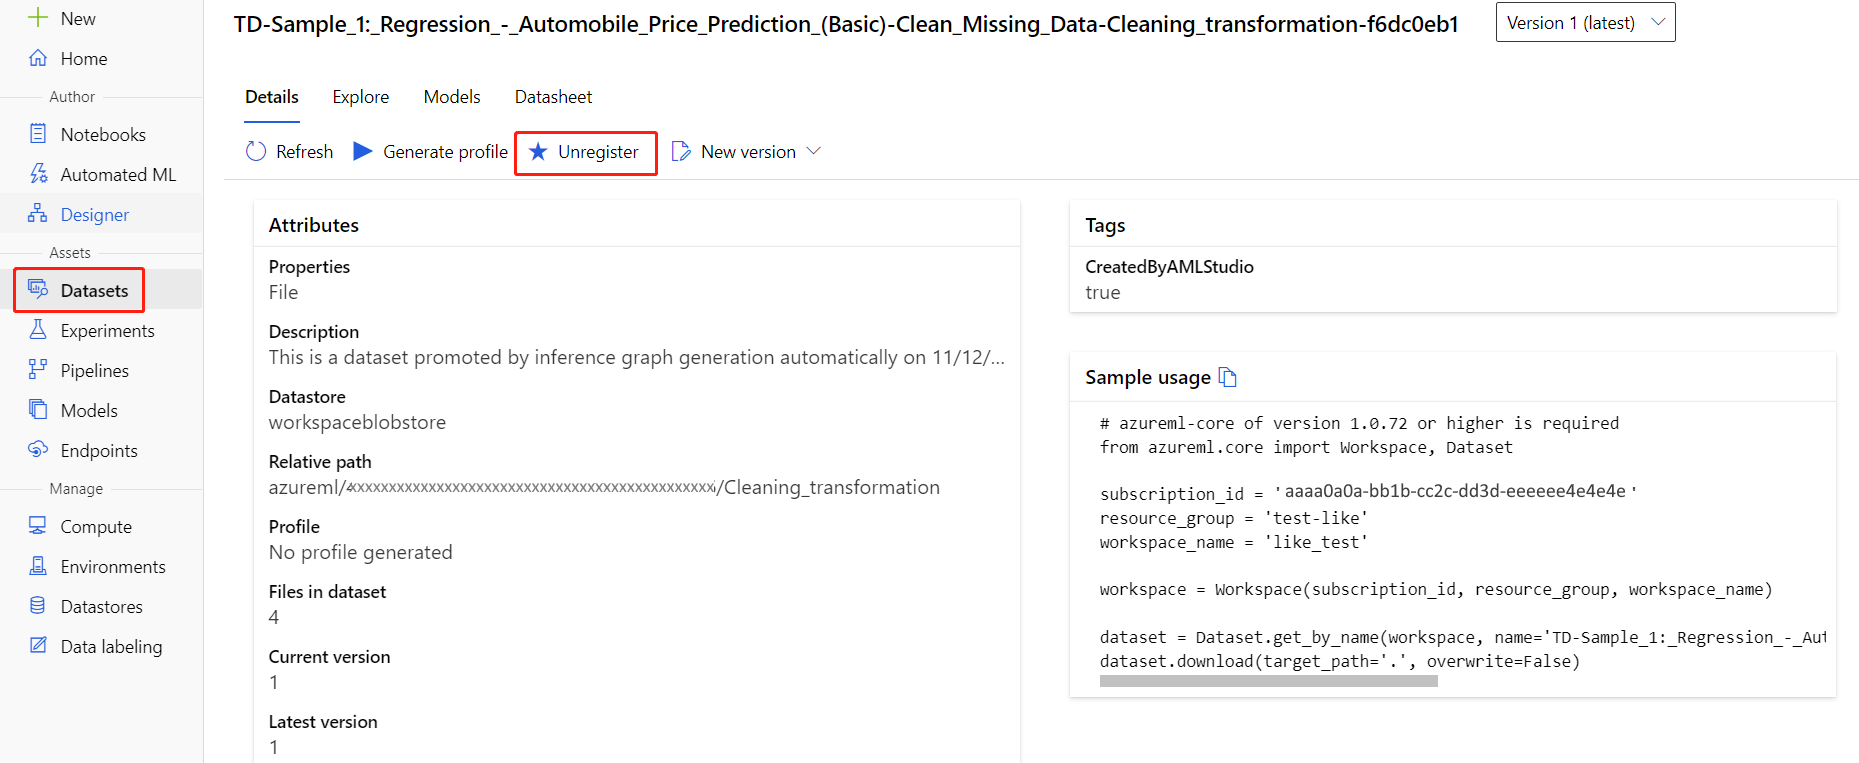 New
Home
Author
Notebooks
Automated ML
Designer
Assets
Datasets
Experiments
Pipelines
Models
Endpoints
Manage
Compute
Environments
Datastores
Data labeling
TD-Sample_1:_Regression_-_Automobile_Price_Prediction_(Basic)-Clean_Missing_Data-Cleaning_transformation-f6dc0eb1
Version 1 (latest)
Details Explore Models Datasheet
Refresh Generate profile Unregister New version
Attributes
Properties
File
Description
This is a dataset promoted by inference graph generation automatically on 11/12/...
Datastore
workspaceblobstore
Relative path
azureml/xxxxxxxxxxxxxxxxxxxxxxxxxxxxxxxxxxxxxxxxxxxxxx/Cleaning_transformation
Profile
No profile generated
Files in dataset
4
Current version
1
Latest version
1
Tags
CreatedByAMLStudio
true
Sample usage
# azureml-core of version 1.0.72 or higher is required
from azureml.core import Workspace, Dataset
subscription_id = 'aaaa0a0a-bb1b-cc2c-dd3d-eeeeee4e4e4e'
resource_group = 'test-like'
workspace_name = 'like_test'
workspace = Workspace(subscription_id, resource_group, workspace_name)
dataset = Dataset.get_by_name(workspace, name='TD-Sample_1:_Regression_-_Aut
dataset.download(target_path='.', overwrite=False)